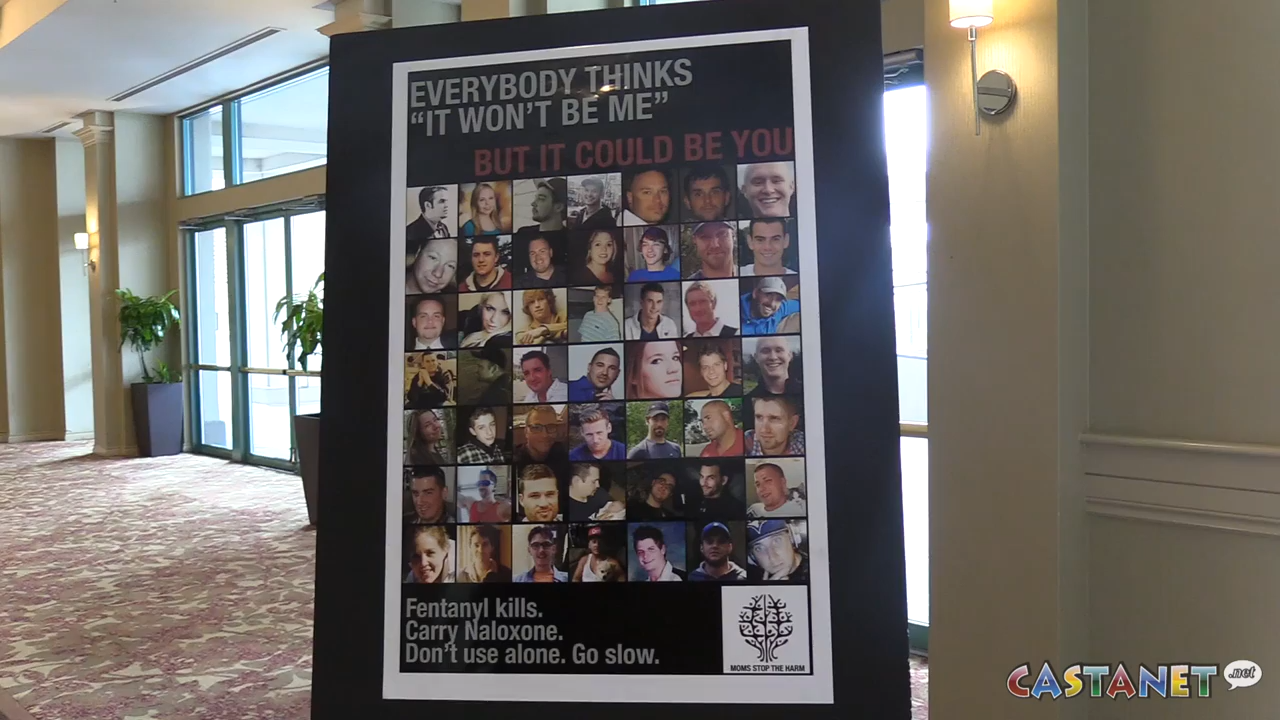 EVERYBODY THINKS
“IT WON’T BE ME”
BUT IT COULD BE YOU
Fentanyl kills.
Carry Naloxone.
Don’t use alone. Go slow.
MOMS STOP THE HARM
CASTANET.net